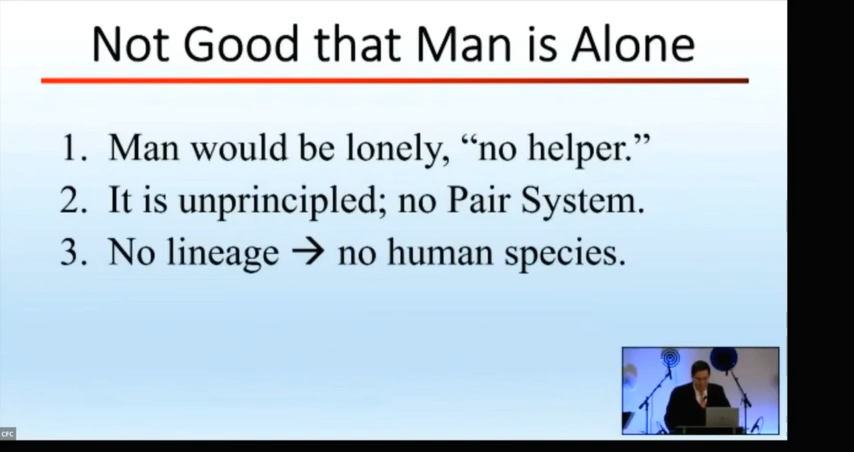 Not Good that Man is Alone
1. Man would be lonely, “no helper.”
2. It is unprincipled; no Pair System.
3. No lineage → no human species.
CFC